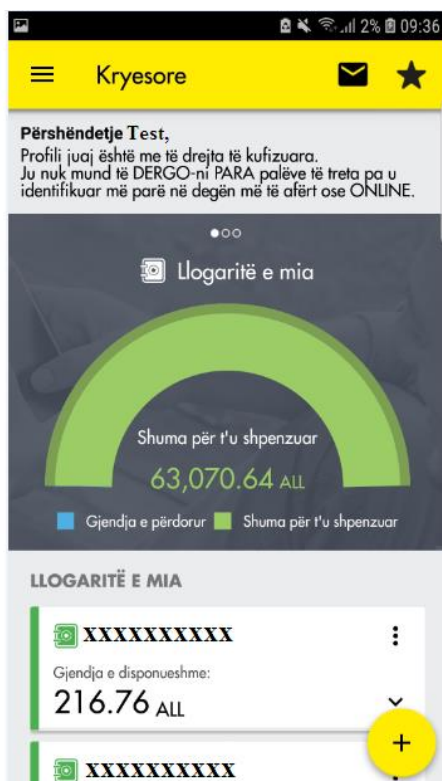 2% 09:36
Kryesore
Përshëndetje Test,
Profili juaj është me të drejta të kufizuara.
Ju nuk mund të DERGO-ni PARA palëve të treta pa u
identifikuar më parë në degën më të afërt ose ONLINE.
Llogaritë e mia
Shuma për t'u shpenzuar
63,070.64 ALL
Gjendja e përdorur Shuma për t'u shpenzuar
LLOGARITË E MIA
XXXXXXXXXX
Gjendja e disponueshme:
216.76 ALL
+
XXXXXXXXXX